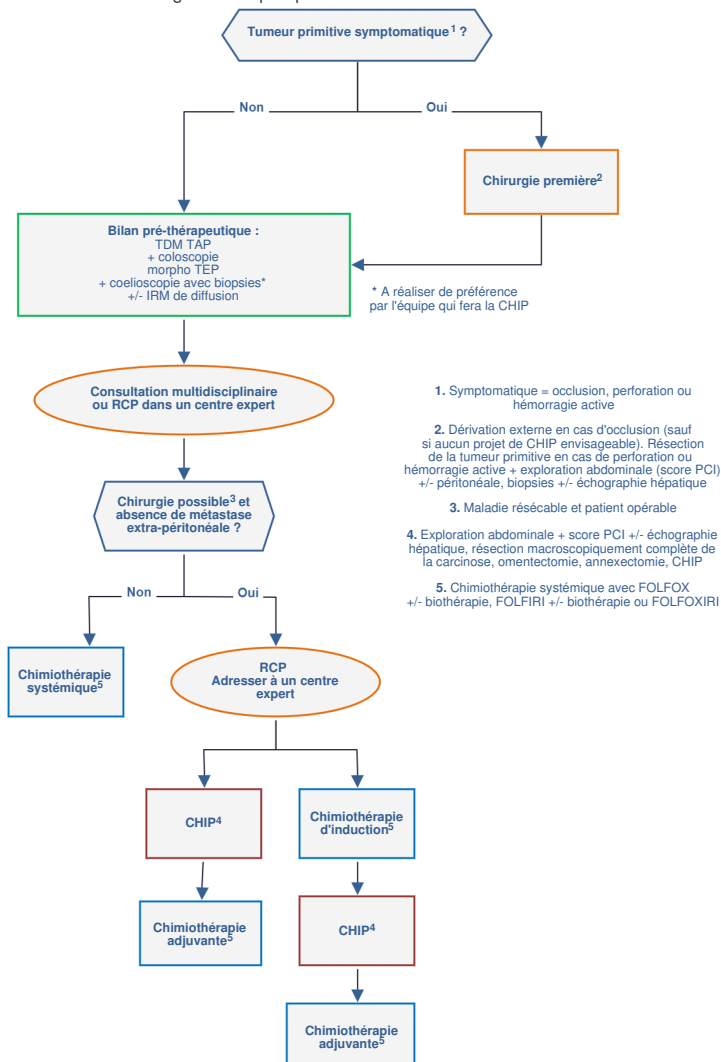 Tumeur primitive symptomatique1 ?
Non
Oui
Chirurgie première2
Bilan pré-thérapeutique :
TDM TAP
+ coloscopie
morpho TEP
+ coelioscopie avec biopsies*
+/- IRM de diffusion
* A réaliser de préférence
par l'équipe qui fera la CHIP
Consultation multidisciplinaire
ou RCP dans un centre expert
1. Symptomatique = occlusion, perforation ou
hémorragie active
2. Dérivation externe en cas d'occlusion (sauf
si aucun projet de CHIP envisageable). Résection
de la tumeur primitive en cas de perforation ou
hémorragie active + exploration abdominale (score PCI)
+/- péritonéale, biopsies +/- échographie hépatique
3. Maladie résécable et patient opérable
4. Exploration abdominale + score PCI +/- échographie
hépatique, résection macroscopiquement complète de
la carcinose, omentectomie, annexectomie, CHIP
5. Chimiothérapie systémique avec FOLFOX
+/- biothérapie, FOLFIRI +/- biothérapie ou FOLFOXIRI
Chirurgie possible3 et
absence de métastase
extra-péritonéale ?
Non
Oui
Chimiothérapie
systémique5
RCP
Adresser à un centre
expert
CHIP4
Chimiothérapie
d'induction5
Chimiothérapie
adjuvante5
CHIP4
Chimiothérapie
adjuvante5